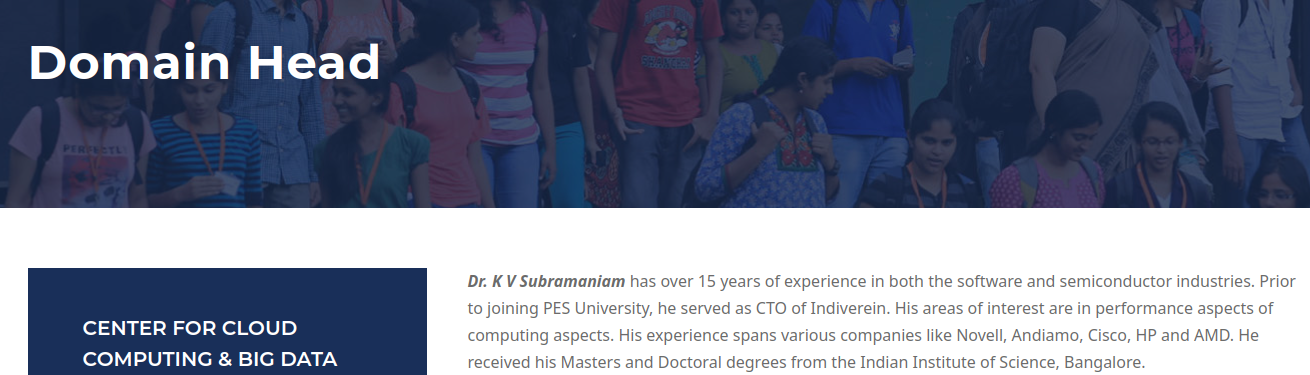 Domain Head
PERFECTLY
CENTER FOR CLOUD
COMPUTING & BIG DATA
Dr. K V Subramaniam has over 15 years of experience in both the software and semiconductor industries. Prior
to joining PES University, he served as CTO of Indiverein. His areas of interest are in performance aspects of
computing aspects. His experience spans various companies like Novell, Andiamo, Cisco, HP and AMD. He
received his Masters and Doctoral degrees from the Indian Institute of Science, Bangalore.